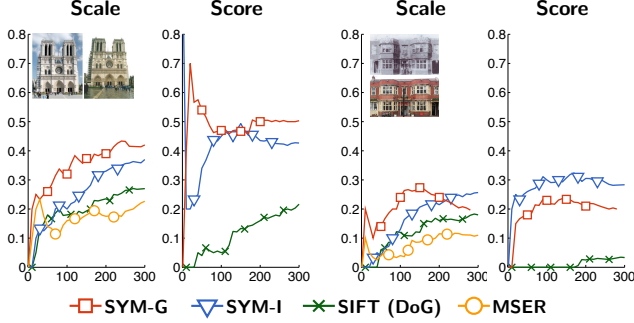 Scale Score Scale Score
0.8 0.8 0.8 0.8
0.7 0.7 0.7 0.7
0.6 0.6 0.6 0.6
0.5 0.5 0.5 0.5
0.4 0.4 0.4 0.4
0.3 0.3 0.3 0.3
0.2 0.2 0.2 0.2
0.1 0.1 0.1 0.1
0 0 0 0
0 100 200 300 0 100 200 300 0 100 200 300 0 100 200 300
SYM-G SYM-I SIFT (DoG) MSER